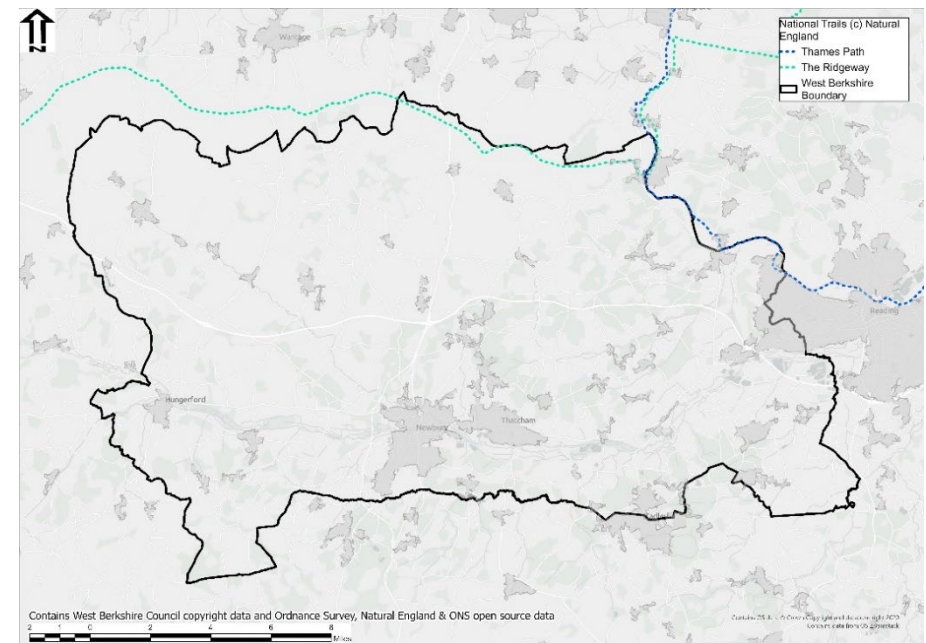 N
National Trails (c) Natural
England
Thames Path
The Ridgeway
West Berkshire
Boundary
Wantage
Reading
Hungerford
Newbury
Thatcham
Contains West Berkshire Council copyright data and Ordnance Survey, Natural England & ONS open source data
2 1 0 2 4 6 8
Miles